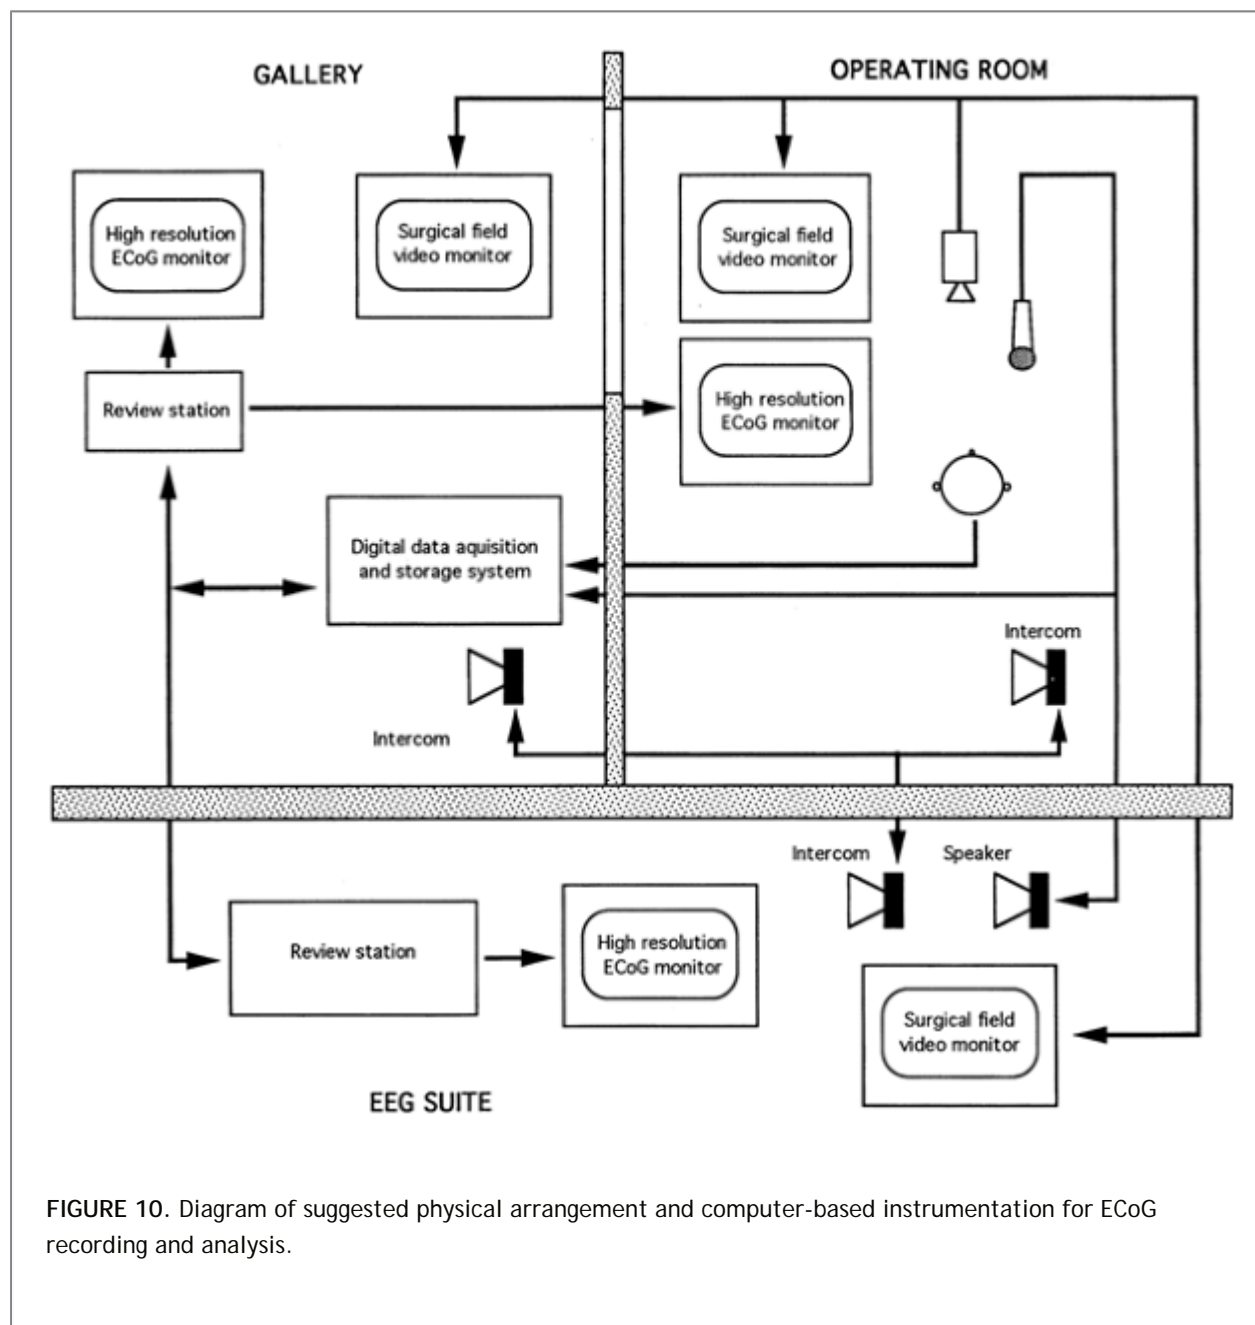 GALLERY
OPERATING ROOM
High resolution
ECoG monitor
Surgical field
video monitor
Surgical field
video monitor
Review station
High resolution
ECoG monitor
Digital data aquisition
and storage system
Intercom
Intercom
Intercom
Speaker
Review station
High resolution
ECoG monitor
Surgical field
video monitor
EEG SUITE
FIGURE 10. Diagram of suggested physical arrangement and computer-based instrumentation for ECoG
recording and analysis.